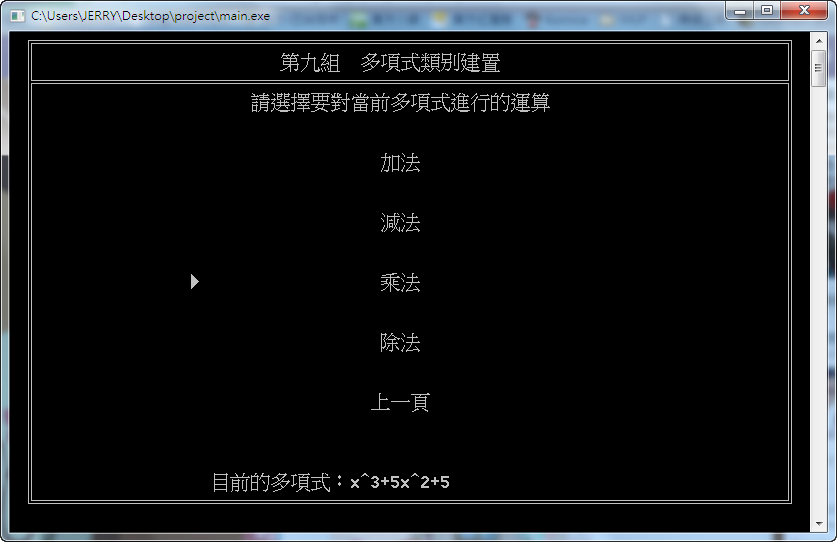 C:\Users\JERRY\Desktop\project\main.exe
第九組　多項式類別建置
請選擇要對當前多項式進行的運算
加法
減法
乘法
除法
上一頁
目前的多項式：x^3+5x^2+5